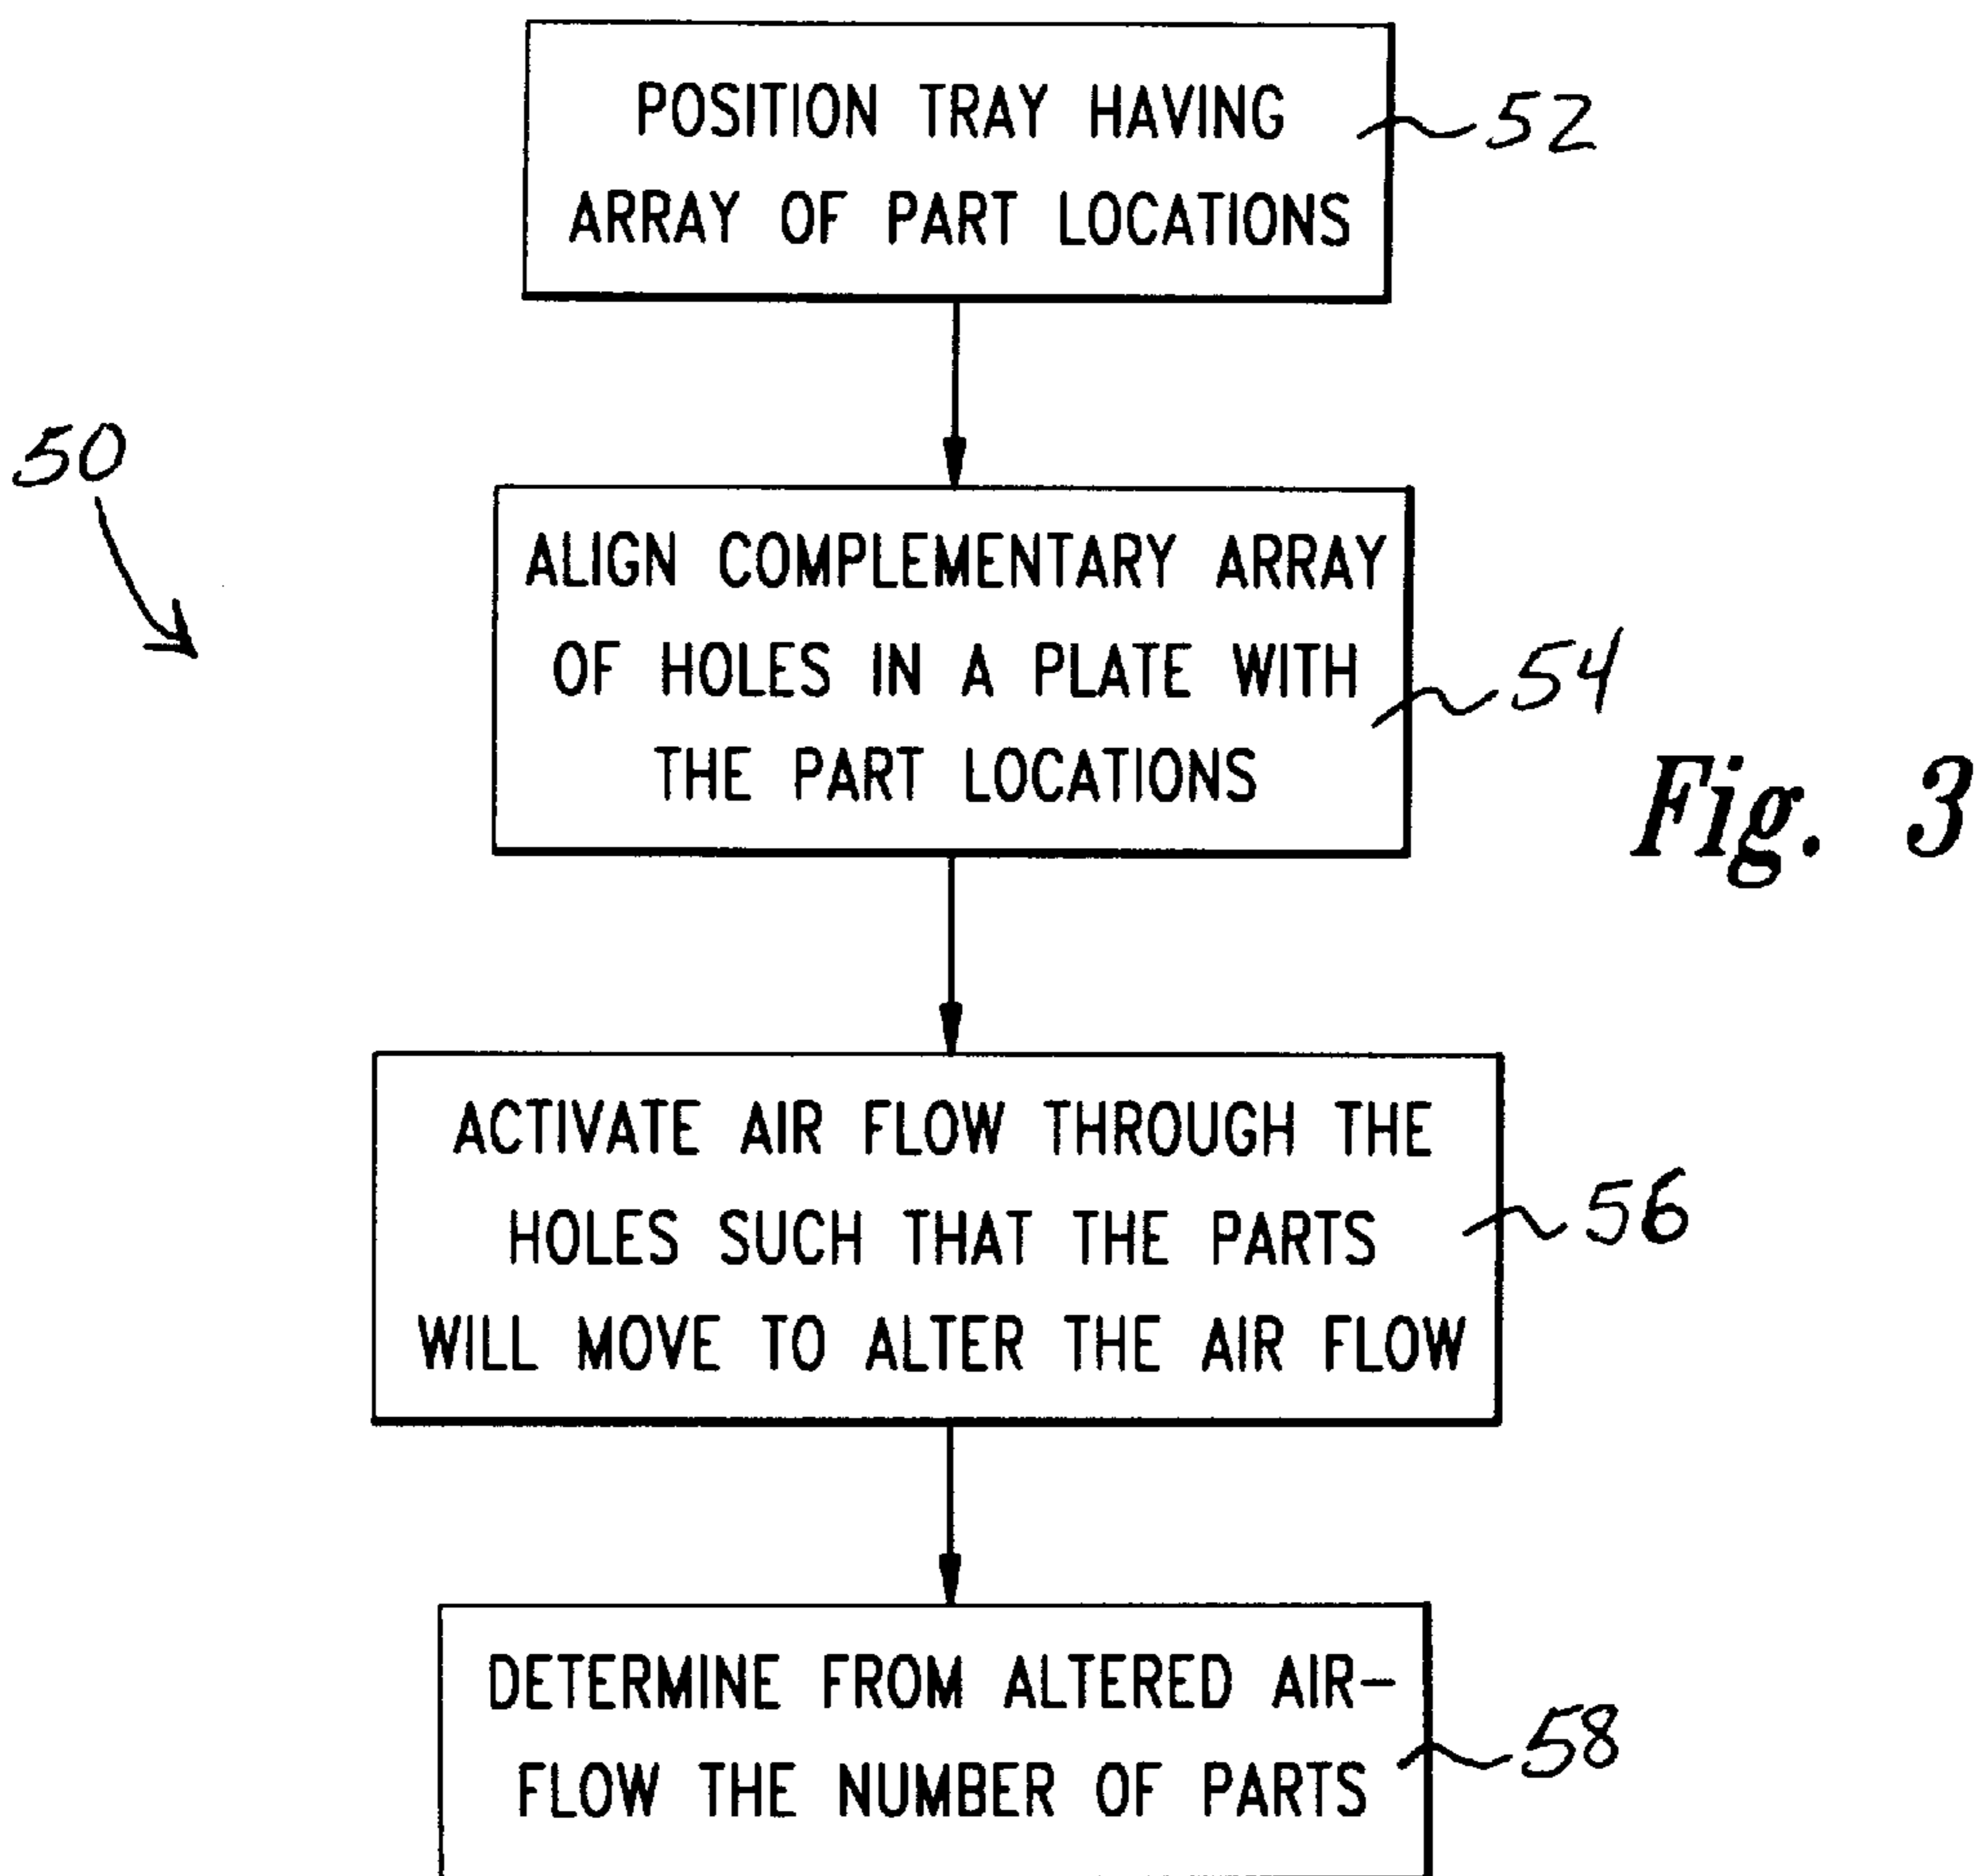 POSITION TRAY HAVING
ARRAY OF PART LOCATIONS
52
50
ALIGN COMPLEMENTARY ARRAY
OF HOLES IN A PLATE WITH
THE PART LOCATIONS
54
Fig. 3
ACTIVATE AIR FLOW THROUGH THE
HOLES SUCH THAT THE PARTS
WILL MOVE TO ALTER THE AIR FLOW
56
DETERMINE FROM ALTERED AIR-
FLOW THE NUMBER OF PARTS
58